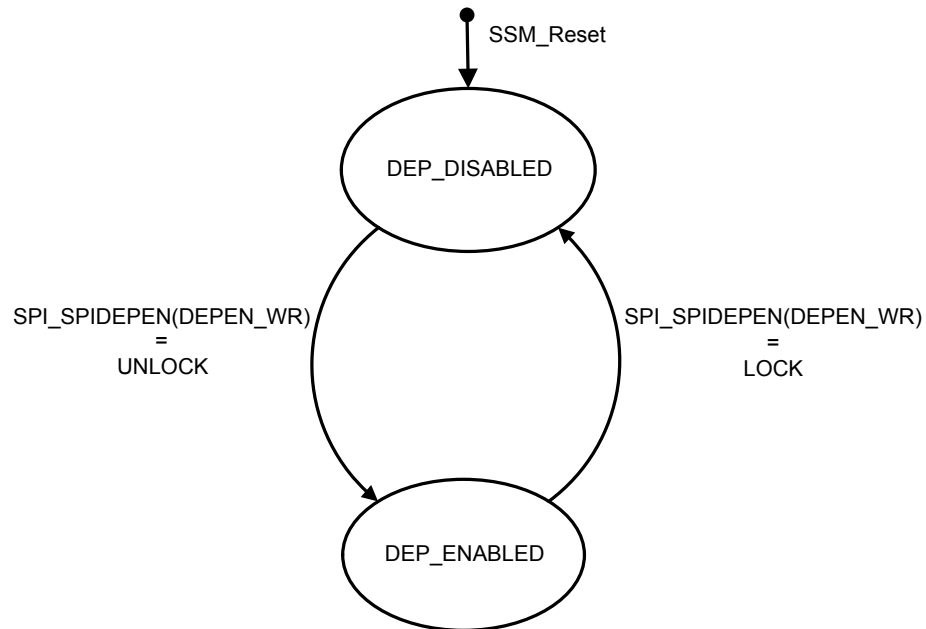 SSM_Reset
DEP_DISABLED
SPI_SPIDEPEN(DEPEN_WR)
=
UNLOCK
SPI_SPIDEPEN(DEPEN_WR)
=
LOCK
DEP_ENABLED